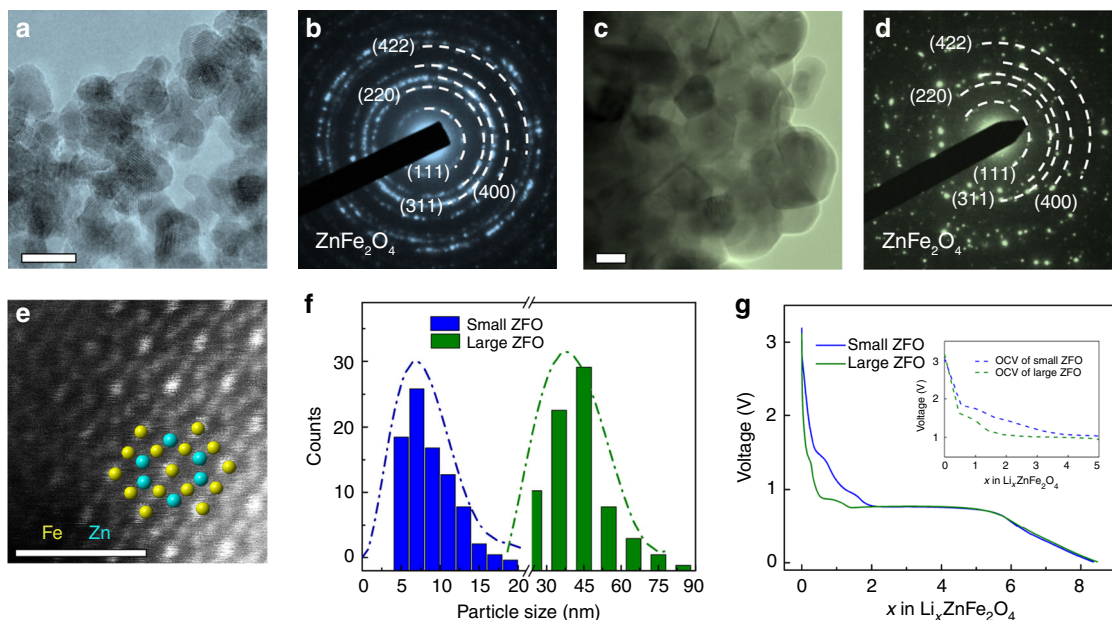 a
b
(422)
(220)
(111)
(400)
(311)
ZnFe₂O₄
c
d
(422)
(220)
(111)
(400)
(311)
ZnFe₂O₄
e
Fe Zn
f
Small ZFO
Large ZFO
Counts
30
20
10
0
0 5 10 15 20 30 45 60 75 90
Particle size (nm)
g
Small ZFO
Large ZFO
Voltage (V)
3
2
1
0
0 2 4 6 8
x in LiₓZnFe₂O₄
OCV of small ZFO
OCV of large ZFO
Voltage (V)
3
2
1
0 1 2 3 4 5
x in LiₓZnFe₂O₄